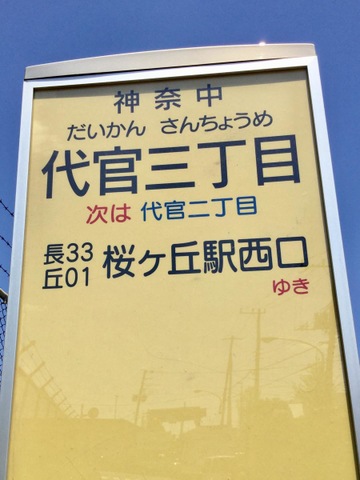 神奈中
だいかん さんちょうめ
代官三丁目
次は 代官二丁目
長33
丘01 桜ヶ丘駅西口
ゆき